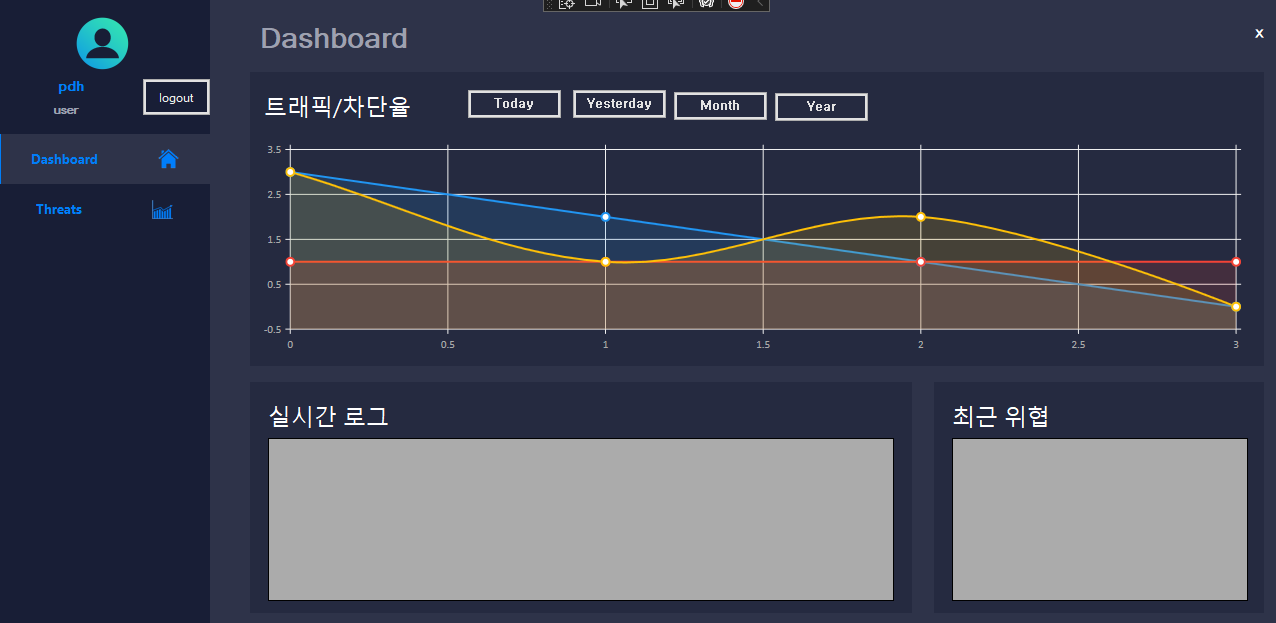 Dashboard
x
pdh
user
logout
Dashboard
Threats
트래픽/차단율
Today
Yesterday
Month
Year
3.5
2.5
1.5
0.5
-0.5
0
0.5
1
1.5
2
2.5
3
실시간 로그
최근 위협